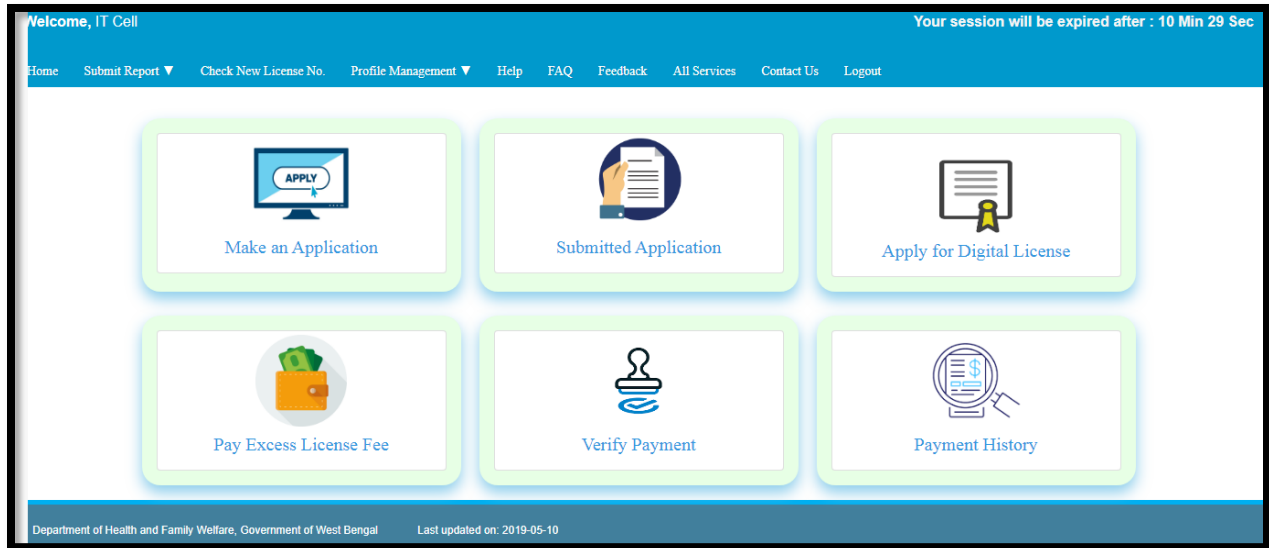 Welcome, IT Cell
Your session will be expired after : 10 Min 29 Sec
Home Submit Report ▼ Check New License No. Profile Management ▼ Help FAQ Feedback All Services Contact Us Logout
APPLY
Make an Application
Submitted Application
Apply for Digital License
$
Pay Excess License Fee
Verify Payment
Payment History
Department of Health and Family Welfare, Government of West Bengal
Last updated on: 2019-05-10